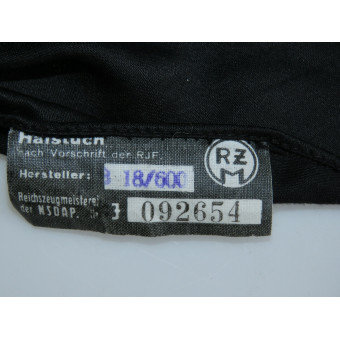 Halstuch
nach Vorschrift der RJF
RZM
Hersteller: B 18/600
Reichszeugmeisterei
der NSDAP. J 092654